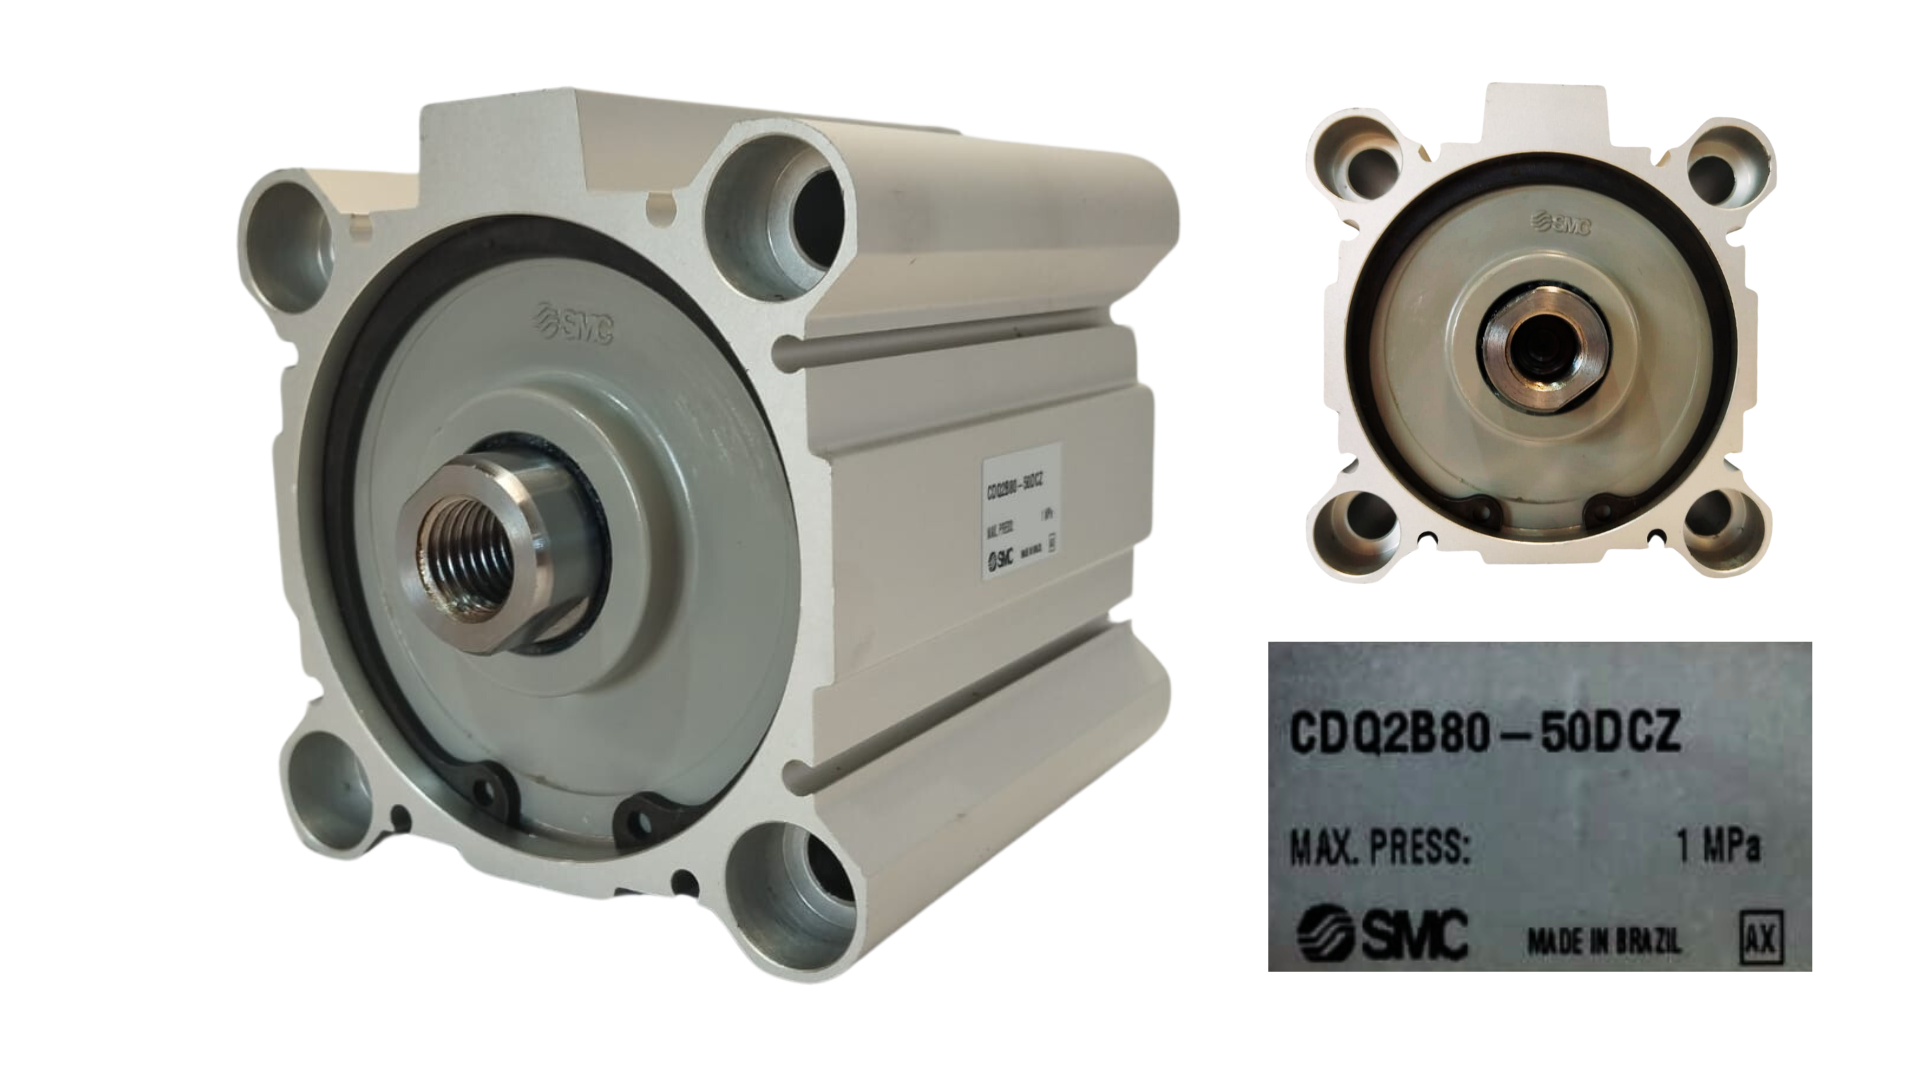 SMC
CDQ2B80-50DCZ
MAX. PRESS: 1 MPa
SMC MADE IN BRAZIL AX
SMC
CDQ2B80-50DCZ
MAX. PRESS: 1 MPa
SMC MADE IN BRAZIL AX